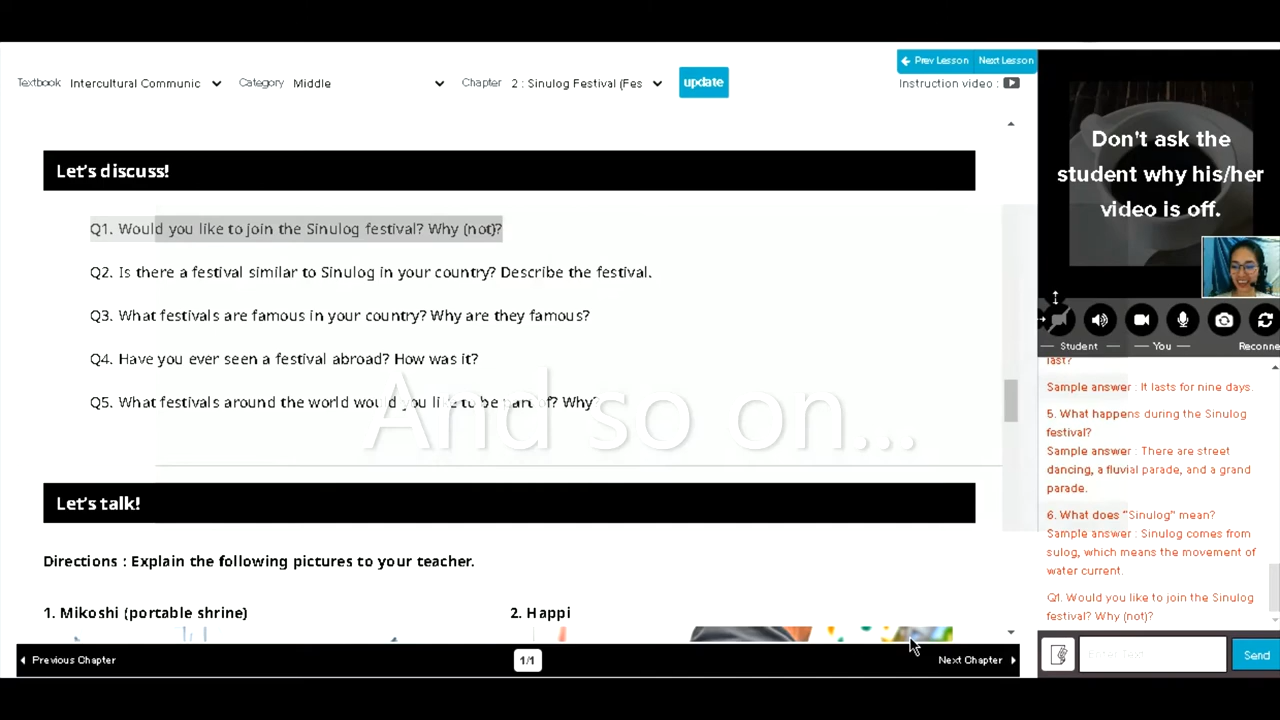 Prev Lesson Next Lesson
Textbook Intercultural Communic Category Middle Chapter 2 : Sinulog Festival (Fes update
Instruction video :
Let's discuss!
Q1. Would you like to join the Sinulog festival? Why (not)?
Q2. Is there a festival similar to Sinulog in your country? Describe the festival.
Q3. What festivals are famous in your country? Why are they famous?
Q4. Have you ever seen a festival abroad? How was it?
Q5. What festivals around the world would you like to be part of? Why?
And so on...
Let's talk!
Directions : Explain the following pictures to your teacher.
1. Mikoshi (portable shrine)
2. Happi
Previous Chapter
1/1
Next Chapter
Don't ask the
student why his/her
video is off.
Student
You
Reconne
last?
Sample answer : It lasts for nine days.
5. What happens during the Sinulog
festival?
Sample answer : There are street
dancing, a fluvial parade, and a grand
parade.
6. What does "Sinulog" mean?
Sample answer : Sinulog comes from
sulog, which means the movement of
water current.
Q1. Would you like to join the Sinulog
festival? Why (not)?
Enter Text
Send